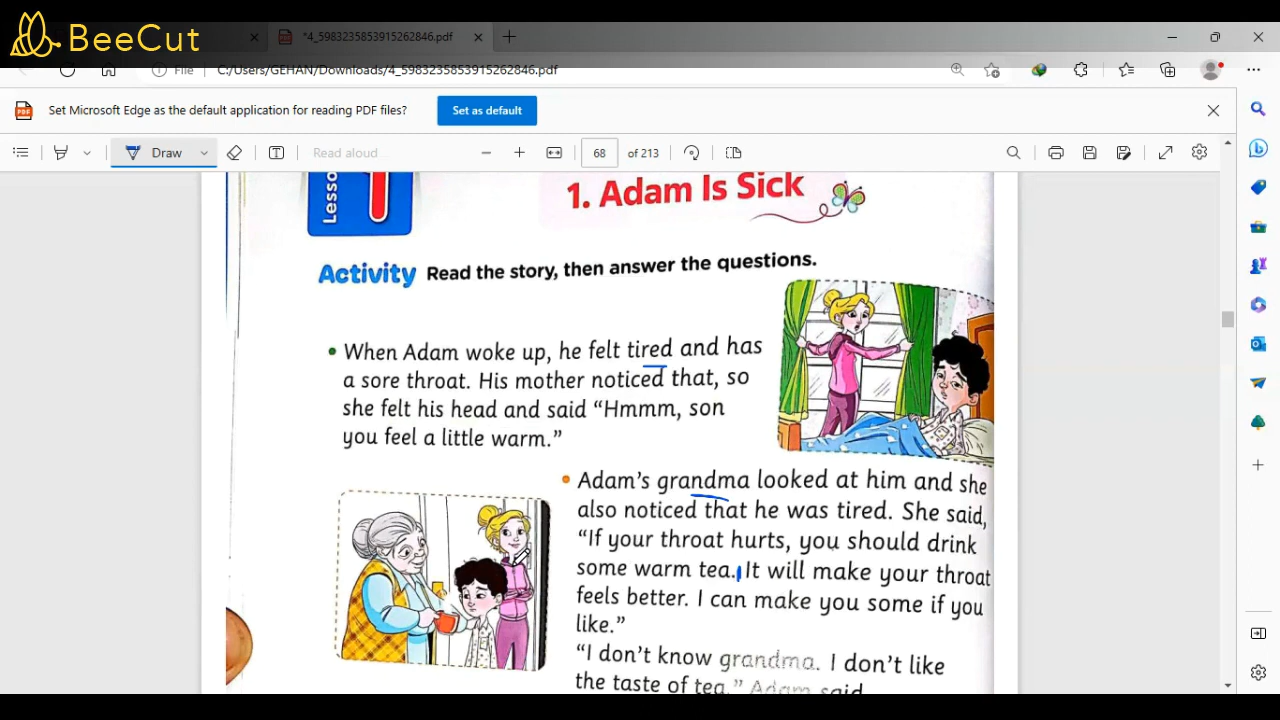 BeeCut
*4_5983235853915262846.pdf
File
C:/Users/GEHAN/Downloads/4_5983235853915262846.pdf
Set Microsoft Edge as the default application for reading PDF files?
Set as default
Draw
Read aloud
68
of 213
Lesso
1
1. Adam Is Sick
Activity Read the story, then answer the questions.
• When Adam woke up, he felt tired and has
a sore throat. His mother noticed that, so
she felt his head and said “Hmmm, son
you feel a little warm.”
• Adam’s grandma looked at him and she
also noticed that he was tired. She said,
“If your throat hurts, you should drink
some warm tea. It will make your throat
feels better. I can make you some if you
like.”
“I don’t know grandma. I don’t like
the taste of tea.” Adam said